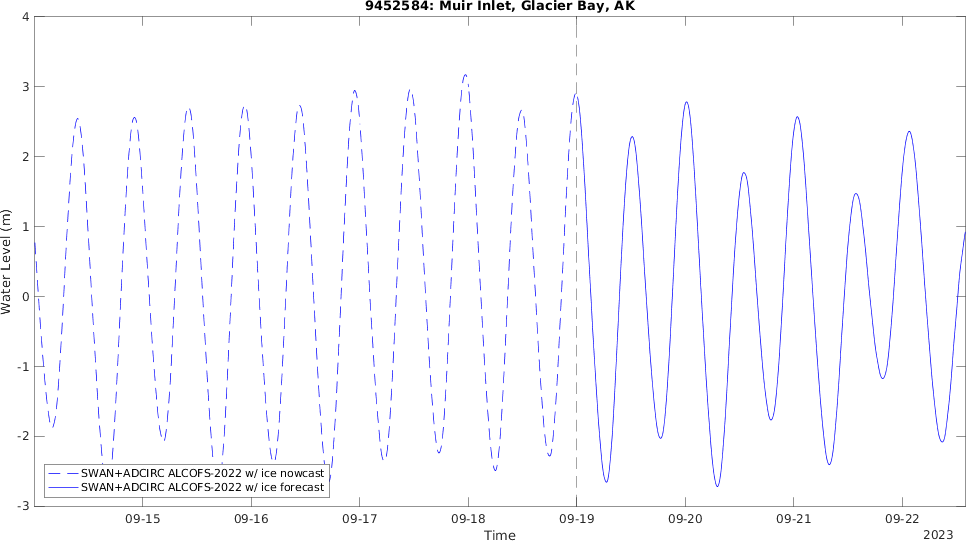 9452584: Muir Inlet, Glacier Bay, AK
4
3
2
1
0
-1
-2
-3
Water Level (m)
SWAN+ADCIRC ALCOFS-2022 w/ ice nowcast
SWAN+ADCIRC ALCOFS-2022 w/ ice forecast
09-15 09-16 09-17 09-18 09-19 09-20 09-21 09-22
Time
2023